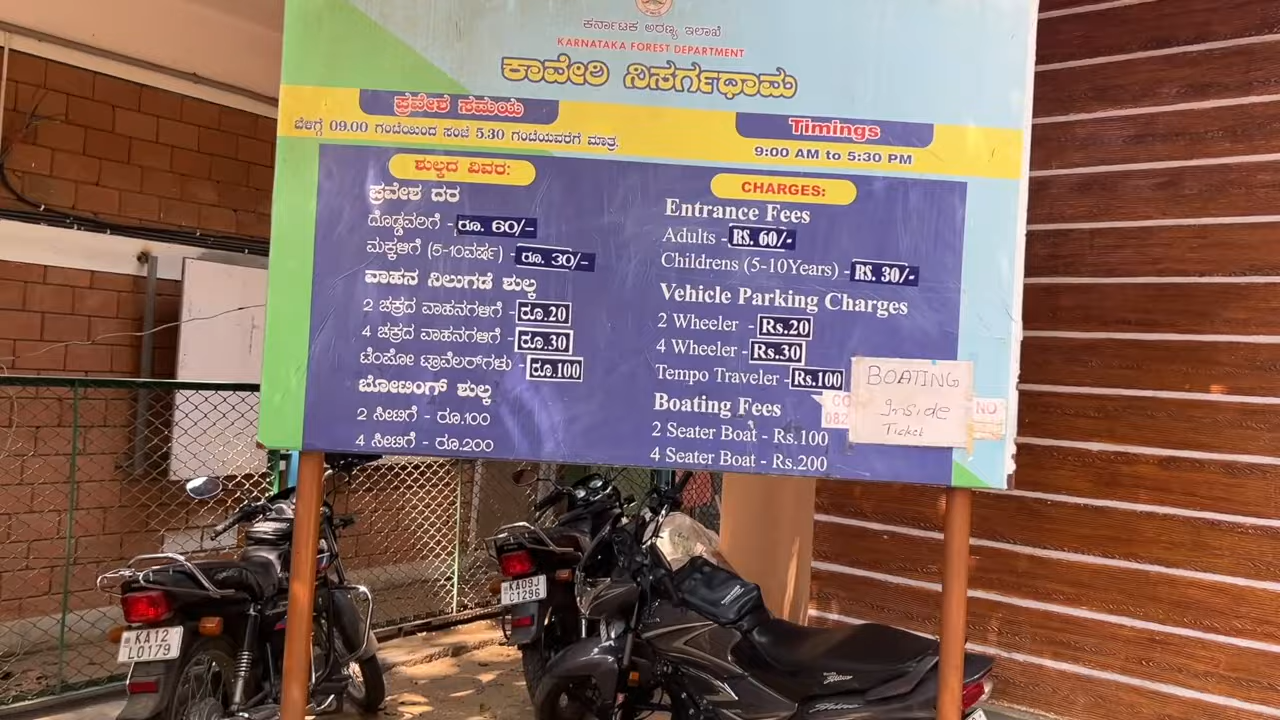 ಕರ್ನಾಟಕ ಅರಣ್ಯ ಇಲಾಖೆ
KARNATAKA FOREST DEPARTMENT
ಕಾವೇರಿ ನಿಸರ್ಗಧಾಮ
ಪ್ರವೇಶ ಸಮಯ
ಬೆಳಿಗ್ಗೆ 09.00 ಗಂಟೆಯಿಂದ ಸಂಜೆ 5.30 ಗಂಟೆಯವರೆಗೆ ಮಾತ್ರ.
Timings
9:00 AM to 5:30 PM
ಶುಲ್ಕದ ವಿವರ:
ಪ್ರವೇಶ ದರ
ದೊಡ್ಡವರಿಗೆ - ರೂ. 60/-
ಮಕ್ಕಳಿಗೆ (5-10ವರ್ಷ) - ರೂ. 30/-
ವಾಹನ ನಿಲುಗಡೆ ಶುಲ್ಕ
2 ಚಕ್ರದ ವಾಹನಗಳಿಗೆ - ರೂ.20
4 ಚಕ್ರದ ವಾಹನಗಳಿಗೆ - ರೂ.30
ಟೆಂಪೋ ಟ್ರಾವೆಲರ್‌ಗಳು - ರೂ.100
ಬೋಟಿಂಗ್ ಶುಲ್ಕ
2 ಸೀಟಿಗೆ - ರೂ.100
4 ಸೀಟಿಗೆ - ರೂ.200
CHARGES:
Entrance Fees
Adults - RS. 60/-
Childrens (5-10Years) - RS. 30/-
Vehicle Parking Charges
2 Wheeler - Rs.20
4 Wheeler - Rs.30
Tempo Traveler - Rs.100
Boating Fees
2 Seater Boat - Rs.100
4 Seater Boat - Rs.200
BOATING
Inside
Ticket
CO
082
NO
KA12
L0179
KA09J
C1296
Shine